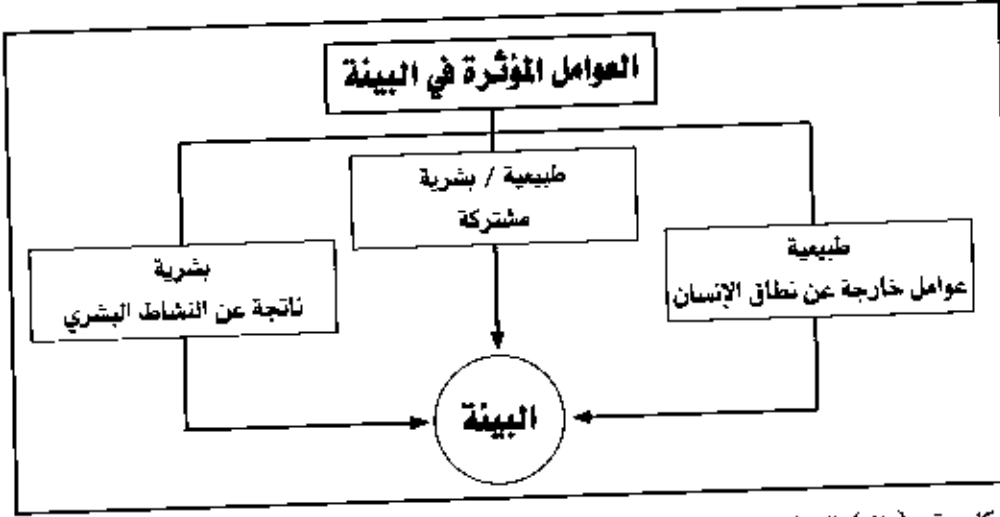 العوامل المؤثرة في البيئة
طبيعية / بشرية
مشتركة
طبيعية
عوامل خارجة عن نطاق الإنسان
بشرية
ناتجة عن النشاط البشري
البيئة